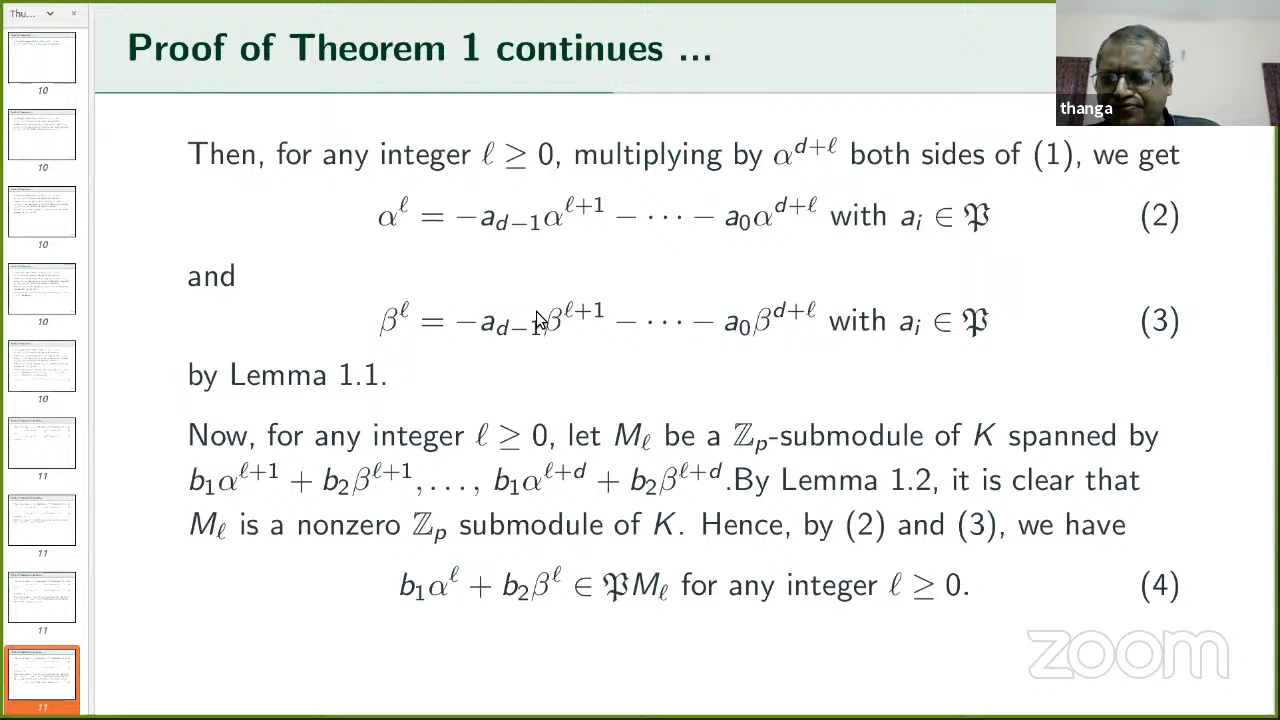 Thu...
Proof of Theorem 1 continues ...
thanga
Then, for any integer ℓ ≥ 0, multiplying by α^{d+ℓ} both sides of (1), we get
α^ℓ = −a_{d−1}α^{ℓ+1} − ⋯ − a_0α^{d+ℓ} with a_i ∈ 𝔓 (2)
and
β^ℓ = −a_{d−1}β^{ℓ+1} − ⋯ − a_0β^{d+ℓ} with a_i ∈ 𝔓 (3)
by Lemma 1.1.
Now, for any integer ℓ ≥ 0, let M_ℓ be a ℤ_p-submodule of K spanned by
b_1α^{ℓ+1} + b_2β^{ℓ+1}, …, b_1α^{ℓ+d} + b_2β^{ℓ+d}.By Lemma 1.2, it is clear that
M_ℓ is a nonzero ℤ_p submodule of K. Hence, by (2) and (3), we have
b_1α^ℓ + b_2β^ℓ ∈ 𝔓M_ℓ for any integer ℓ ≥ 0. (4)
zoom
10
10
10
10
10
11
11
11
11